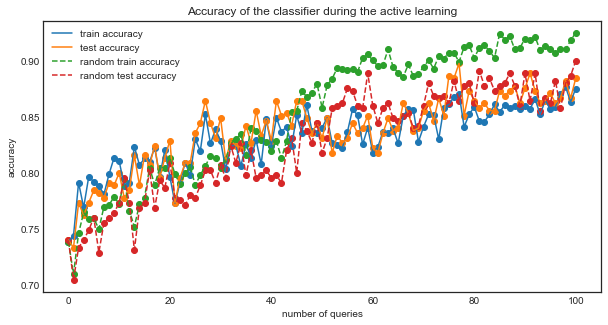 Accuracy of the classifier during the active learning
train accuracy
test accuracy
random train accuracy
random test accuracy
accuracy
0.90
0.85
0.80
0.75
0.70
0
20
40
60
80
100
number of queries